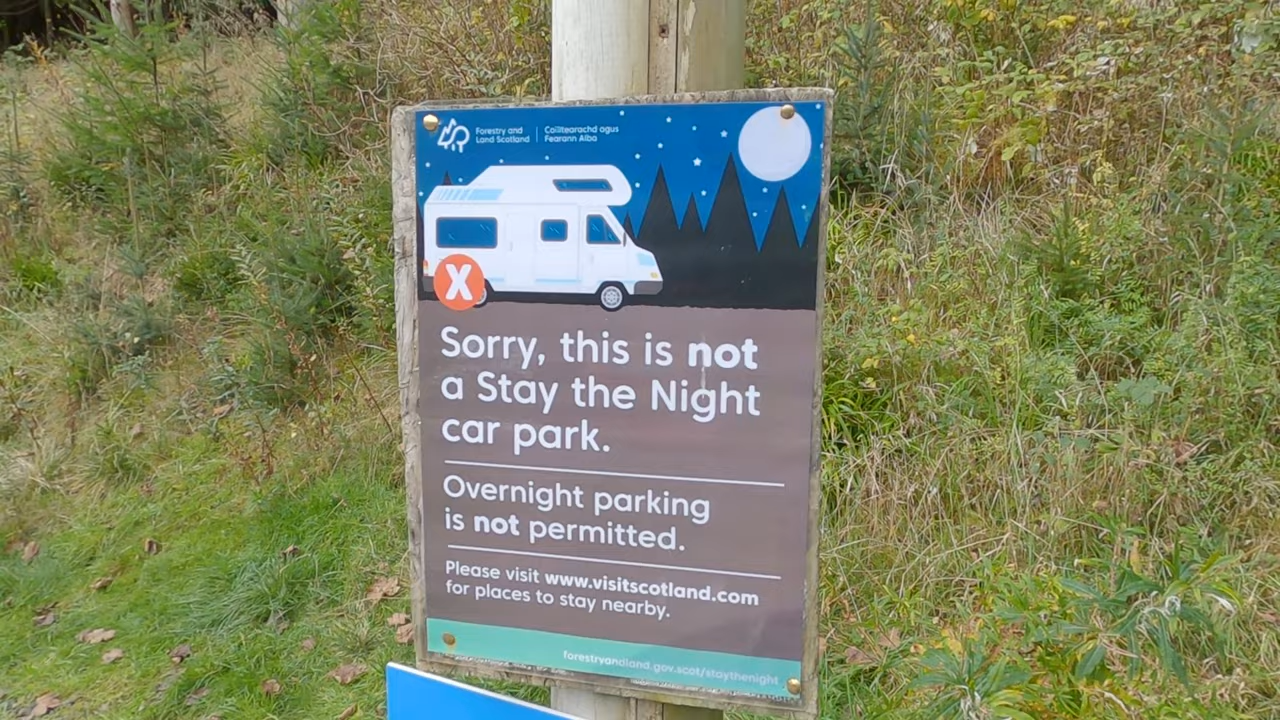 Forestry and
Land Scotland
Coilltearachd agus
Fearann Alba
X
Sorry, this is not
a Stay the Night
car park.
Overnight parking
is not permitted.
Please visit www.visitscotland.com
for places to stay nearby.
forestryandland.gov.scot/staythenight